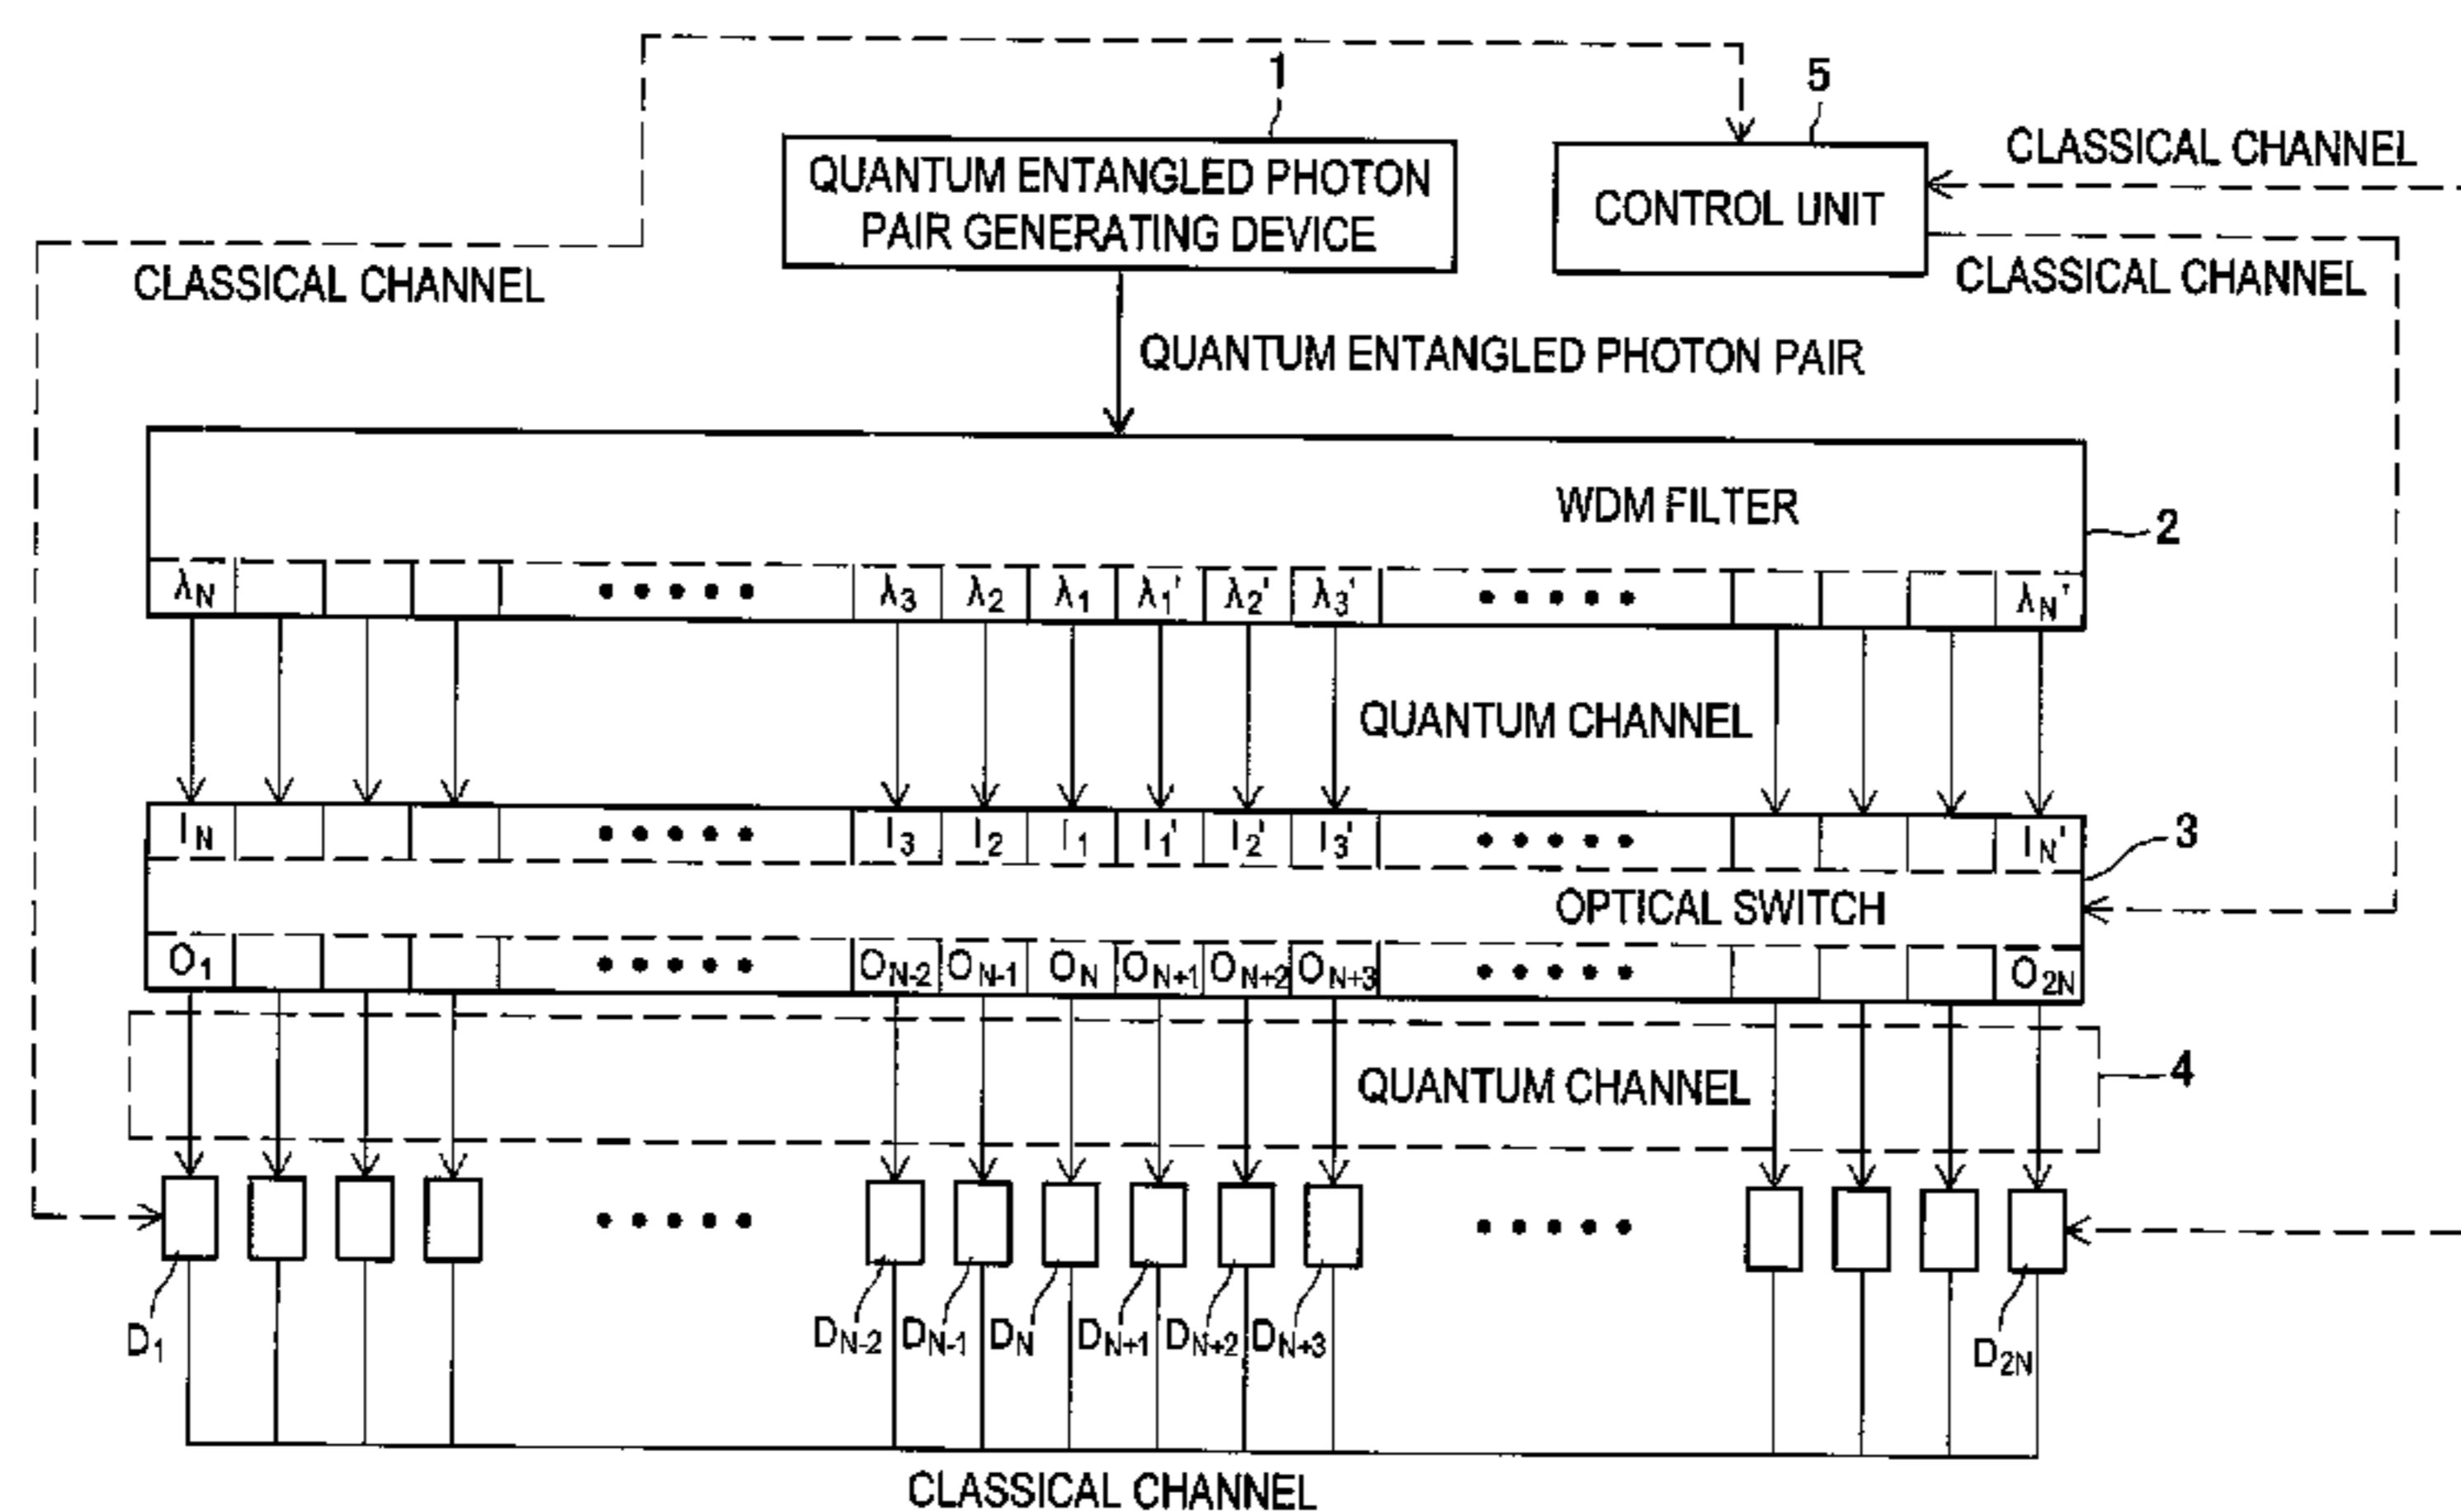 1
5
QUANTUM ENTANGLED PHOTON
PAIR GENERATING DEVICE
CONTROL UNIT
CLASSICAL CHANNEL
CLASSICAL CHANNEL
CLASSICAL CHANNEL
QUANTUM ENTANGLED PHOTON PAIR
WDM FILTER
2
λN ••••• λ3 λ2 λ1 λ1' λ2' λ3' ••••• λN'
QUANTUM CHANNEL
IN ••••• I3 I2 I1 I1' I2' I3' ••••• IN'
3
OPTICAL SWITCH
O1 ••••• ON-2 ON-1 ON ON+1 ON+2 ON+3 ••••• O2N
QUANTUM CHANNEL
4
••••• •••••
D1 DN-2 DN-1 DN DN+1 DN+2 DN+3 D2N
CLASSICAL CHANNEL